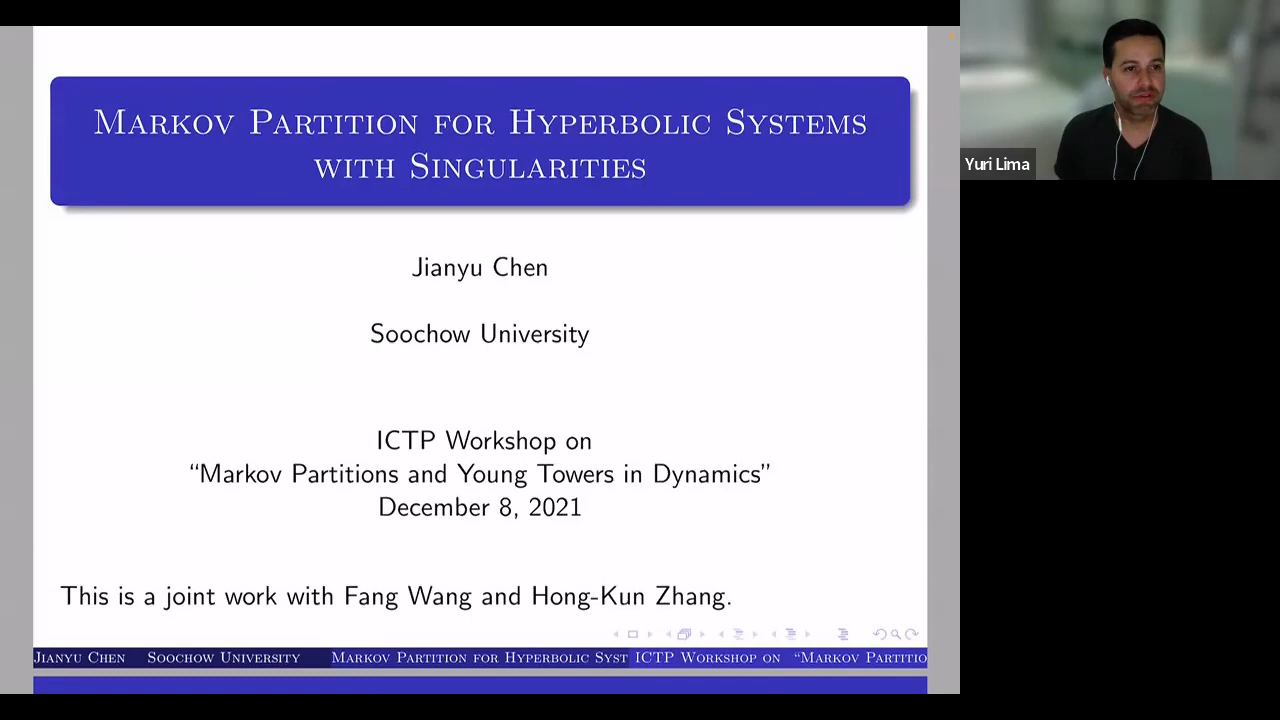 MARKOV PARTITION FOR HYPERBOLIC SYSTEMS
WITH SINGULARITIES
Jianyu Chen
Soochow University
ICTP Workshop on
“Markov Partitions and Young Towers in Dynamics”
December 8, 2021
This is a joint work with Fang Wang and Hong-Kun Zhang.
JIANYU CHEN SOOCHOW UNIVERSITY MARKOV PARTITION FOR HYPERBOLIC SYST ICTP WORKSHOP ON “MARKOV PARTITIO
Yuri Lima